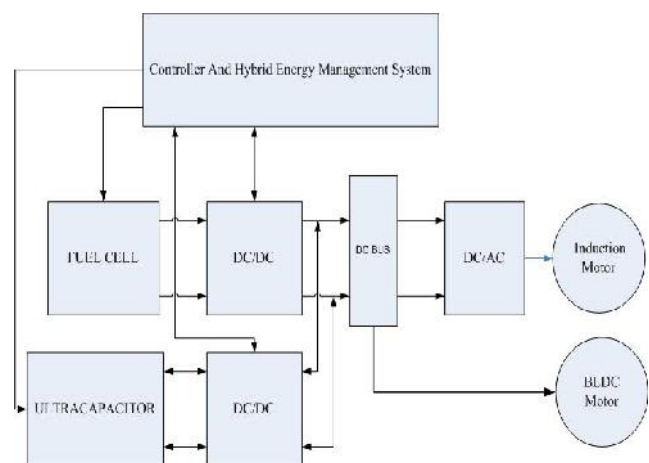 Controller And Hybrid Energy Management System
FUEL CELL
DC/DC
DC BUS
DC/AC
Induction
Motor
ULTRACAPACITOR
DC/DC
BLDC
Motor